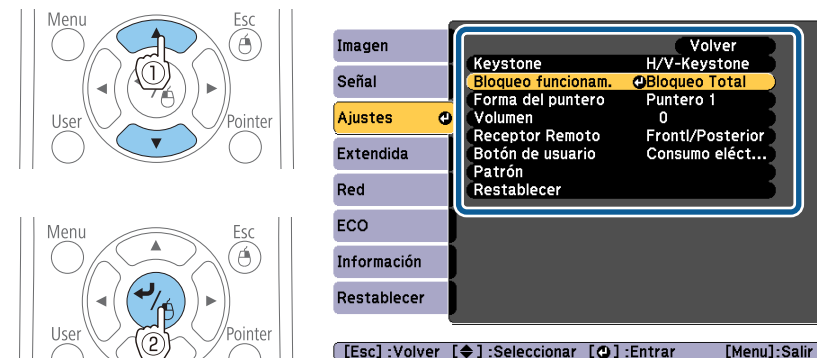 Menu
Esc
①
User
Pointer
Menu
Esc
User
Pointer
②
Imagen
Señal
Ajustes
Extendida
Red
ECO
Información
Restablecer
Volver
Keystone H/V-Keystone
Bloqueo funcionam. Bloqueo Total
Forma del puntero Puntero 1
Volumen 0
Receptor Remoto Frontl/Posterior
Botón de usuario Consumo eléct...
Patrón
Restablecer
[Esc] :Volver [◆] :Seleccionar [⏎] :Entrar [Menu]:Salir